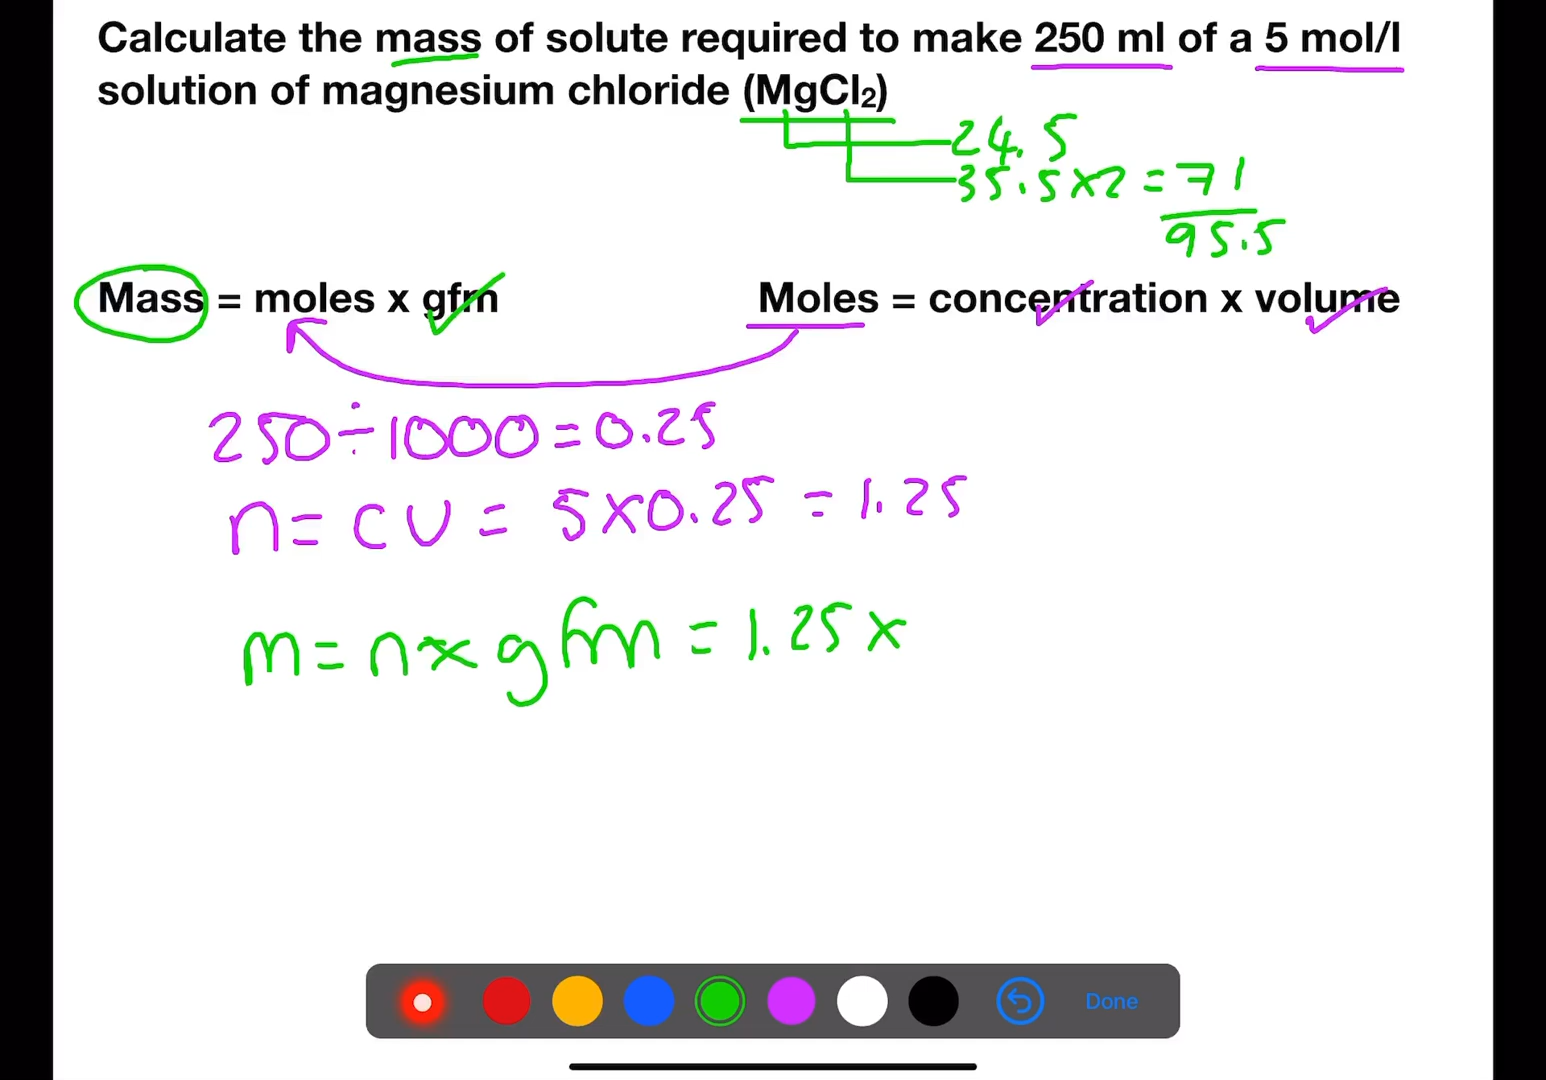 Calculate the mass of solute required to make 250 ml of a 5 mol/l
solution of magnesium chloride (MgCl₂)
24.5
35.5x2 = 71
95.5
Mass = moles x gfm
Moles = concentration x volume
250÷1000=0.25
n= cv = 5x0.25 = 1.25
m=nx gfm = 1.25 x
Done